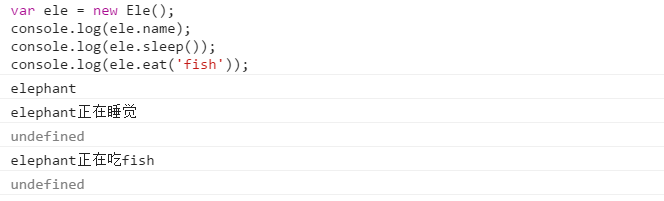 var ele = new Ele();
console.log(ele.name);
console.log(ele.sleep());
console.log(ele.eat('fish'));
elephant
elephant正在睡觉
undefined
elephant正在吃fish
undefined